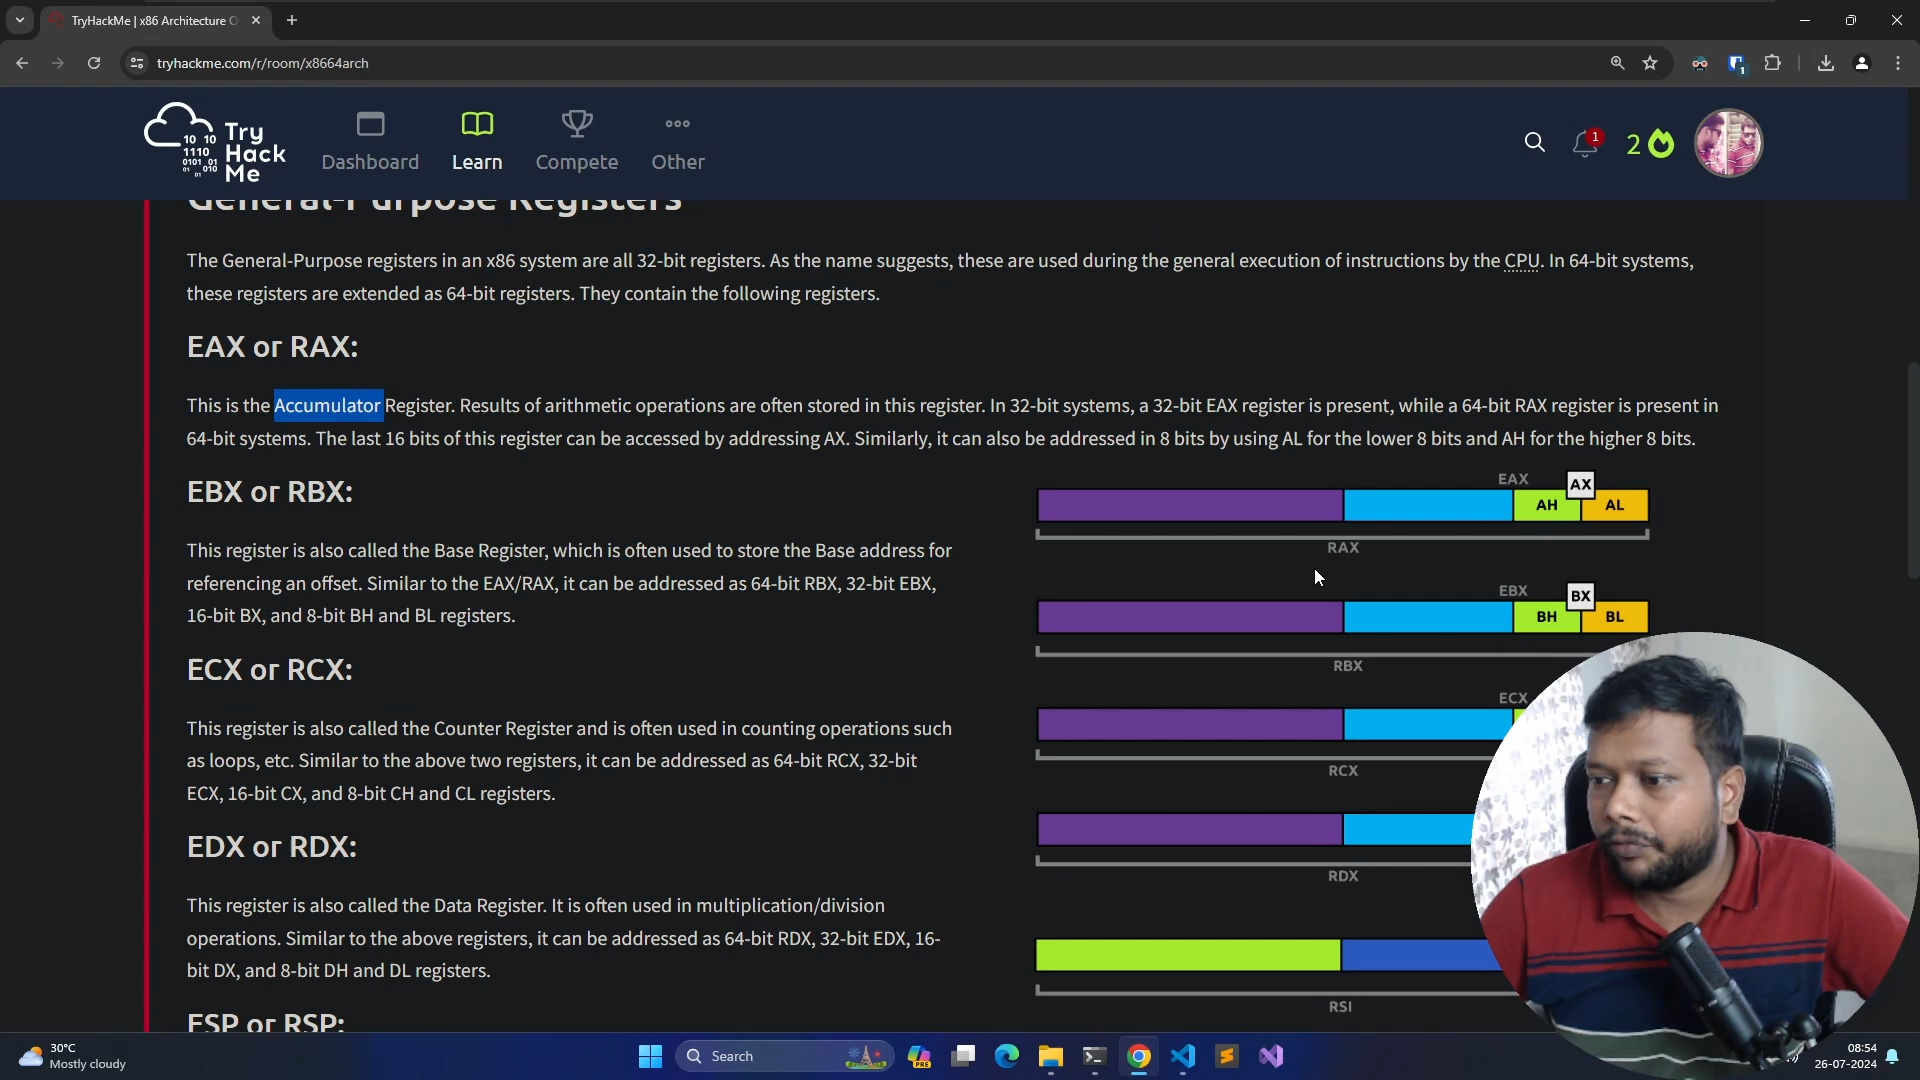 TryHackMe | x86 Architecture O
tryhackme.com/r/room/x8664arch
1
10 10
1110
0101 01
01 010
01
Try
Hack
Me
Dashboard
Learn
Compete
Other
1
2
General-Purpose Registers
The General-Purpose registers in an x86 system are all 32-bit registers. As the name suggests, these are used during the general execution of instructions by the CPU. In 64-bit systems,
these registers are extended as 64-bit registers. They contain the following registers.
EAX or RAX:
This is the Accumulator Register. Results of arithmetic operations are often stored in this register. In 32-bit systems, a 32-bit EAX register is present, while a 64-bit RAX register is present in
64-bit systems. The last 16 bits of this register can be accessed by addressing AX. Similarly, it can also be addressed in 8 bits by using AL for the lower 8 bits and AH for the higher 8 bits.
EBX or RBX:
This register is also called the Base Register, which is often used to store the Base address for
referencing an offset. Similar to the EAX/RAX, it can be addressed as 64-bit RBX, 32-bit EBX,
16-bit BX, and 8-bit BH and BL registers.
ECX or RCX:
This register is also called the Counter Register and is often used in counting operations such
as loops, etc. Similar to the above two registers, it can be addressed as 64-bit RCX, 32-bit
ECX, 16-bit CX, and 8-bit CH and CL registers.
EDX or RDX:
This register is also called the Data Register. It is often used in multiplication/division
operations. Similar to the above registers, it can be addressed as 64-bit RDX, 32-bit EDX, 16-
bit DX, and 8-bit DH and DL registers.
ESP or RSP:
EAX
AX
AH
AL
RAX
EBX
BX
BH
BL
RBX
ECX
RCX
RDX
RSI
30°C
Mostly cloudy
Search
PRE
08:54
26-07-2024